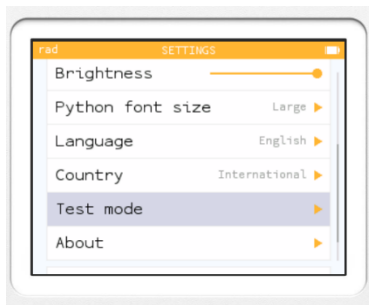 rad SETTINGS
Brightness
Python font size Large
Language English
Country International
Test mode
About